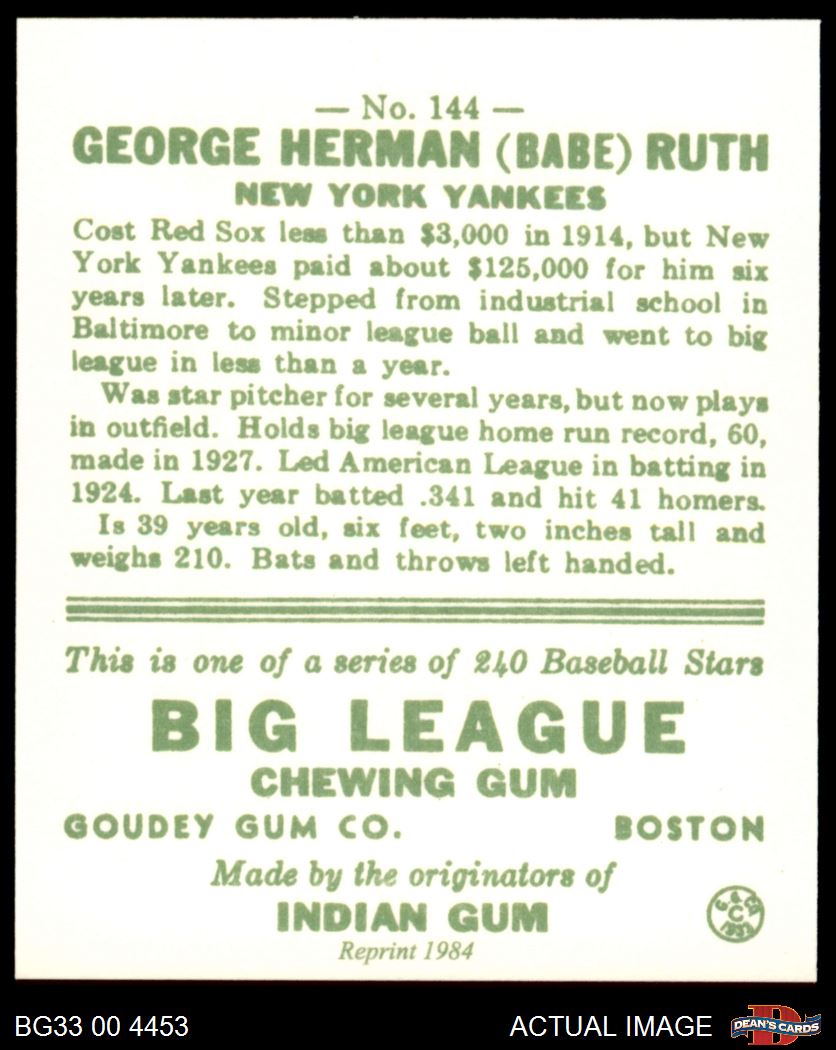 — No. 144 —
GEORGE HERMAN (BABE) RUTH
NEW YORK YANKEES
Cost Red Sox less than $3,000 in 1914, but New
York Yankees paid about $125,000 for him six
years later. Stepped from industrial school in
Baltimore to minor league ball and went to big
league in less than a year.
Was star pitcher for several years, but now plays
in outfield. Holds big league home run record, 60,
made in 1927. Led American League in batting in
1924. Last year batted .341 and hit 41 homers.
Is 39 years old, six feet, two inches tall and
weighs 210. Bats and throws left handed.
This is one of a series of 240 Baseball Stars
BIG LEAGUE
CHEWING GUM
GOUDEY GUM CO. BOSTON
Made by the originators of
INDIAN GUM
Reprint 1984
C
BG33 00 4453 ACTUAL IMAGE
D
DEAN'S CARDS